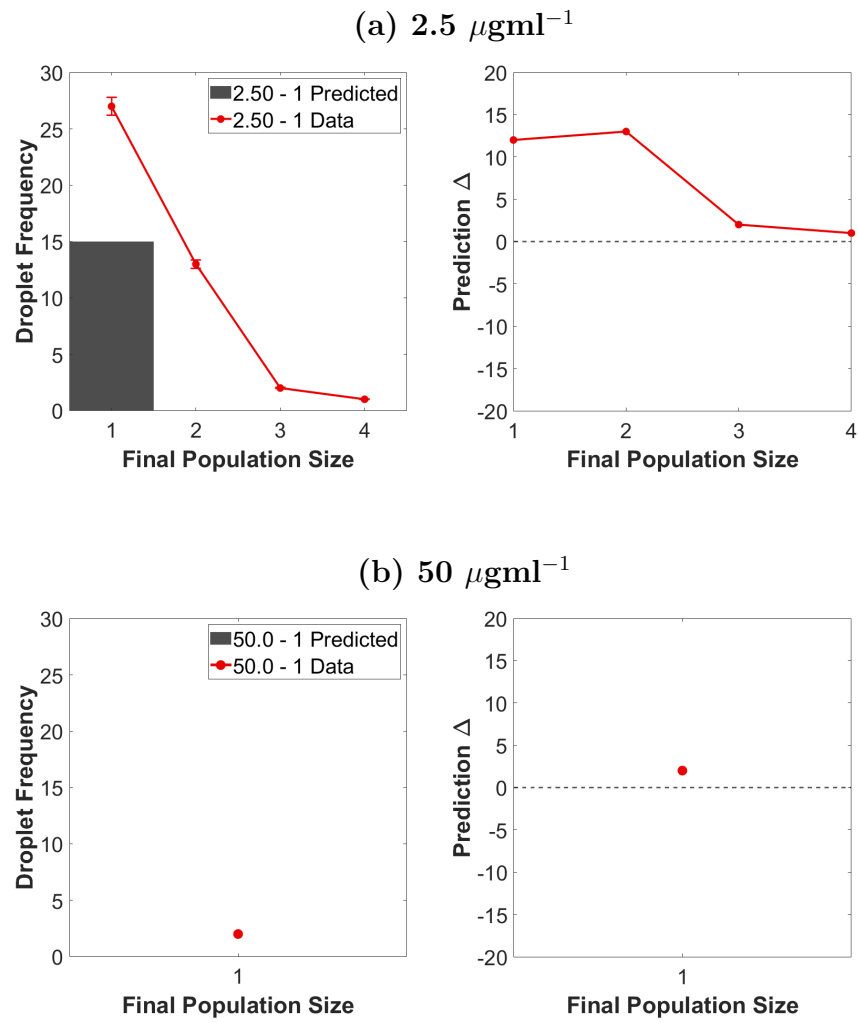 (a) 2.5 μgml⁻¹
30
25
20
15
10
5
0
Droplet Frequency
2.50 - 1 Predicted
2.50 - 1 Data
1 2 3 4
Final Population Size
20
15
10
5
0
-5
-10
-15
-20
Prediction Δ
1 2 3 4
Final Population Size
(b) 50 μgml⁻¹
30
25
20
15
10
5
0
Droplet Frequency
50.0 - 1 Predicted
50.0 - 1 Data
1
Final Population Size
20
15
10
5
0
-5
-10
-15
-20
Prediction Δ
1
Final Population Size